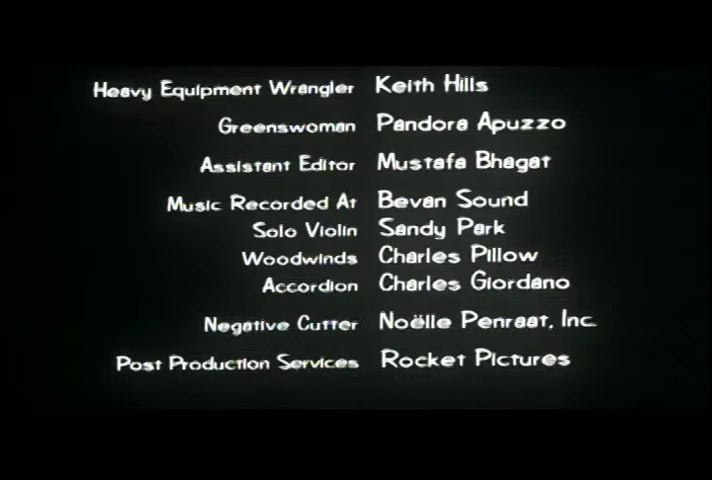 Heavy Equipment Wrangler Keith Hills
Greenswoman Pandora Apuzzo
Assistant Editor Mustafa Bhagat
Music Recorded At Bevan Sound
Solo Violin Sandy Park
Woodwinds Charles Pillow
Accordion Charles Giordano
Negative Cutter Noëlle Penraat, Inc.
Post Production Services Rocket Pictures